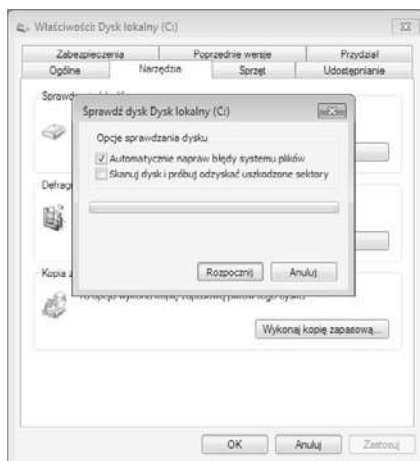 Właściwości: Dysk lokalny (C:)
Zabezpieczenia Poprzednie wersje Przydział
Ogólne Narzędzia Sprzęt Udostępnianie
Sprawdź dysk Dysk lokalny (C:)
Opcje sprawdzania dysku
Automatycznie napraw błędy systemu plików
Skanuj dysk i próbuj odzyskać uszkodzone sektory
Defrag
Rozpocznij Anuluj
Kopia
Wykonaj kopię zapasową...
OK Anuluj Zastosuj